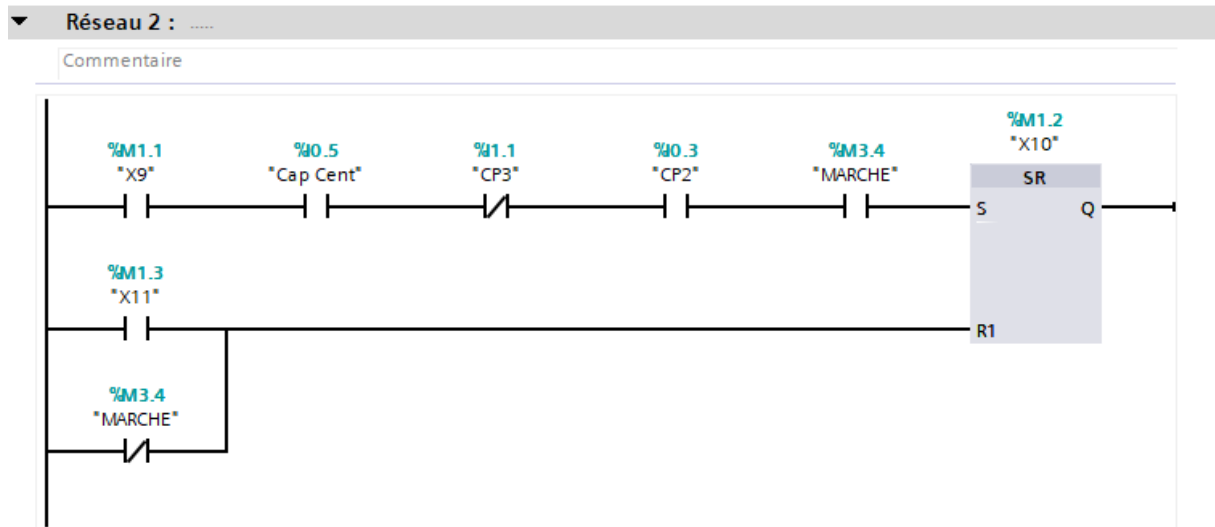 Réseau 2 : .....
Commentaire
%M1.2
"X10"
%M1.1 %I0.5 %I1.1 %I0.3 %M3.4
"X9" "Cap Cent" "CP3" "CP2" "MARCHE"
SR
S Q
%M1.3
"X11"
R1
%M3.4
"MARCHE"